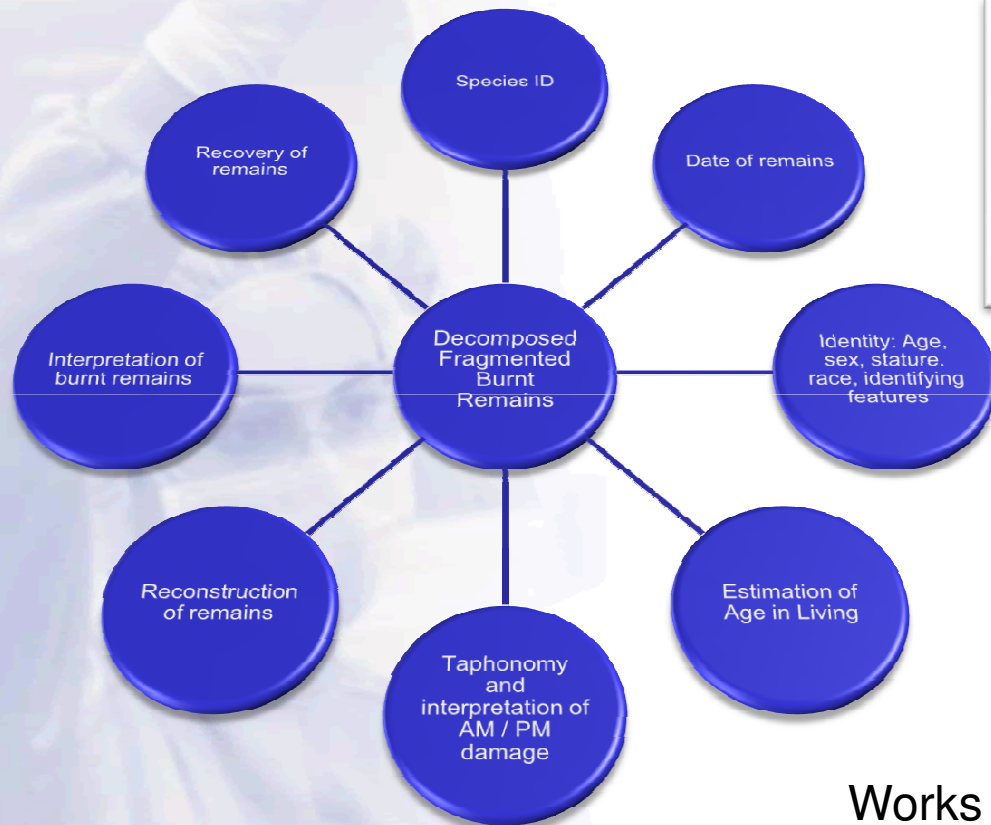 Species ID
Recovery of
remains
Date of remains
Interpretation of
burnt remains
Decomposed
Fragmented
Burnt
Remains
Identity: Age,
sex, stature.
race, identifying
features
Reconstruction
of remains
Estimation of
Age in Living
Taphonomy
and
interpretation of
AM / PM
damage
Works